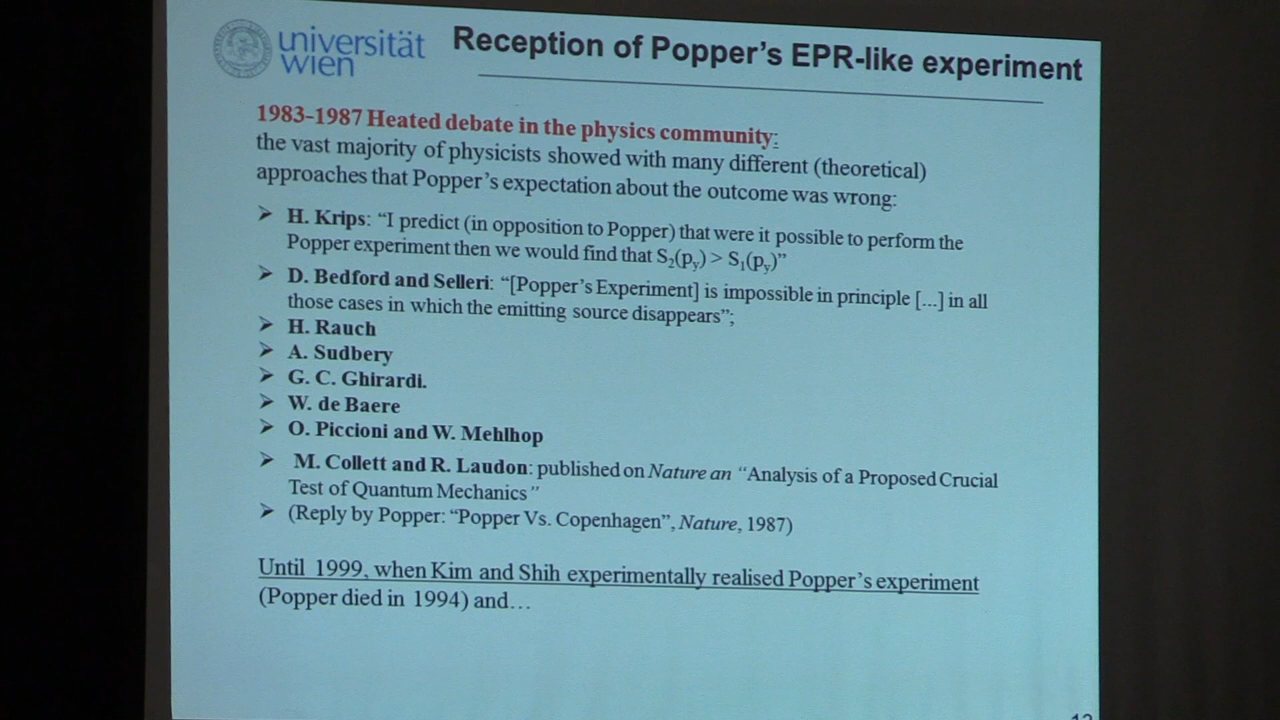 universität
wien
Reception of Popper's EPR-like experiment
1983-1987 Heated debate in the physics community:
the vast majority of physicists showed with many different (theoretical)
approaches that Popper's expectation about the outcome was wrong:
➢ H. Krips: “I predict (in opposition to Popper) that were it possible to perform the
Popper experiment then we would find that S₂(pᵧ) > S₁(pᵧ)”
➢ D. Bedford and Selleri: “[Popper's Experiment] is impossible in principle [...] in all
those cases in which the emitting source disappears”;
➢ H. Rauch
➢ A. Sudbery
➢ G. C. Ghirardi.
➢ W. de Baere
➢ O. Piccioni and W. Mehlhop
➢ M. Collett and R. Laudon: published on Nature an “Analysis of a Proposed Crucial
Test of Quantum Mechanics”
➢ (Reply by Popper: “Popper Vs. Copenhagen”, Nature, 1987)
Until 1999, when Kim and Shih experimentally realised Popper's experiment
(Popper died in 1994) and…